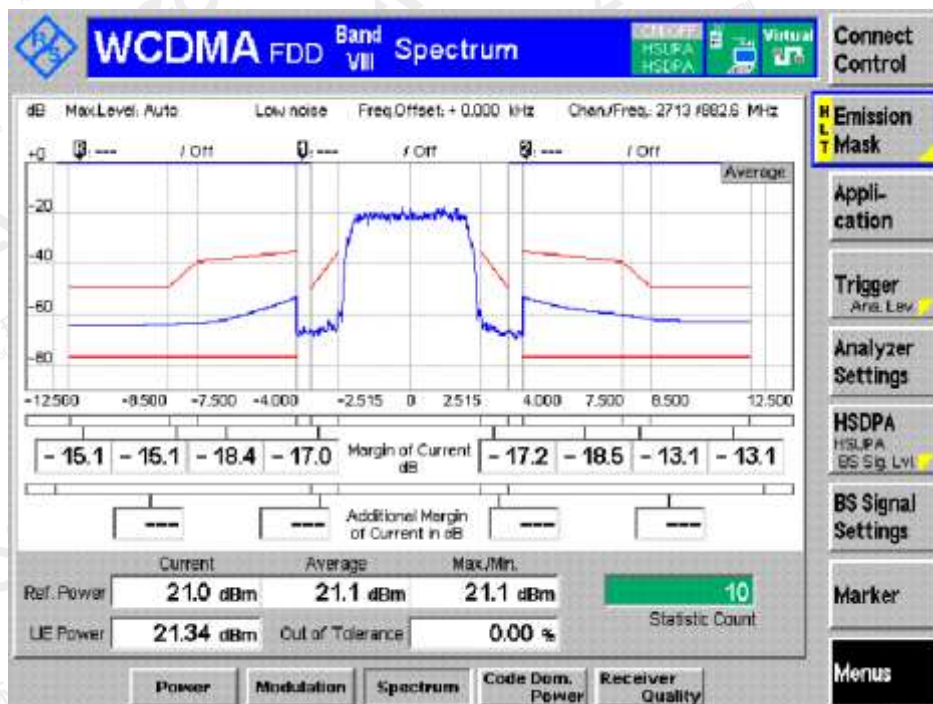 WCDMA FDD Band VIII Spectrum
HSUPA
HSDPA
Virtual
Connect Control
dB Max.Level: Auto Low noise Freq.Offset: + 0.000 kHz Chan./Freq.: 2713 / 882.6 MHz
HLT
Emission Mask
+0 --- / Off --- / Off --- / Off
Average
-20
-40
-60
-80
-12.500 -8.500 -7.500 -4.000 -2.515 0 2.515 4.000 7.500 8.500 12.500
Appli-cation
Trigger
Ana. Lev.
Analyzer Settings
- 15.1 - 15.1 - 18.4 - 17.0 Margin of Current dB - 17.2 - 18.5 - 13.1 - 13.1
HSDPA
HSUPA
BS Sig. Lvl.
--- --- Additional Margin of Current in dB --- ---
BS Signal Settings
Current Average Max./Min.
Ref. Power 21.0 dBm 21.1 dBm 21.1 dBm 10
Statistic Count
UE Power 21.34 dBm Out of Tolerance 0.00 %
Marker
Power Modulation Spectrum Code Dom. Power Receiver Quality
Menus